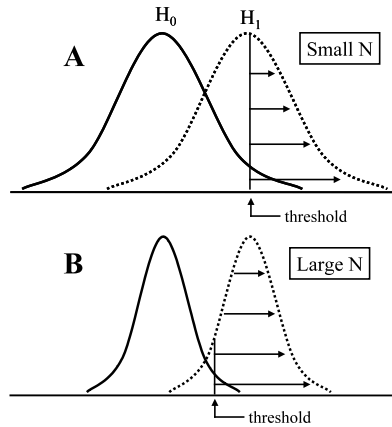 H₀ H₁
A
Small N
threshold
B
Large N
threshold